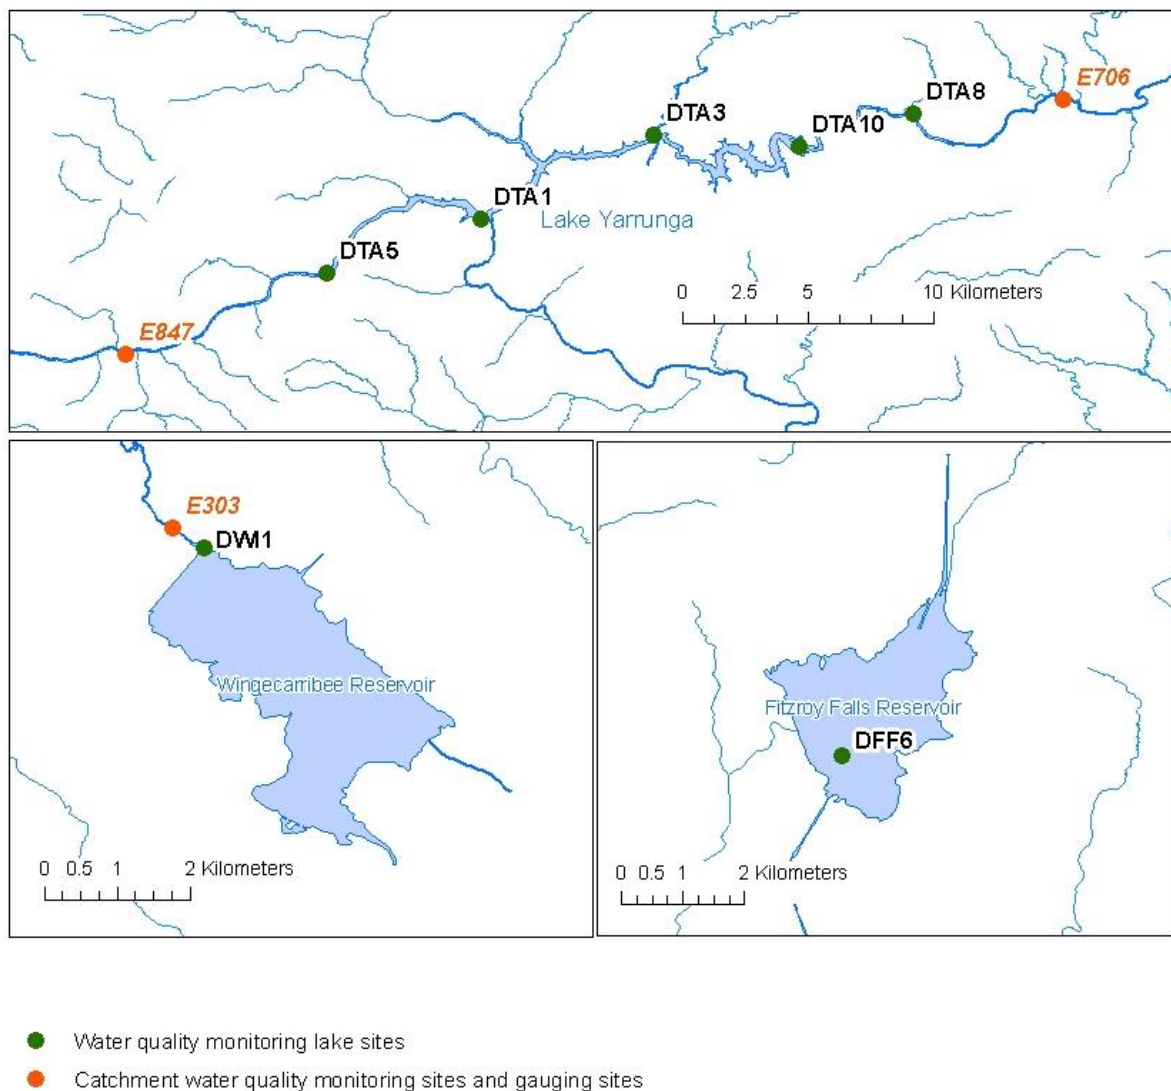 E706
DTA8
DTA3
DTA10
DTA1
Lake Yarrunga
DTA5
0 2.5 5 10 Kilometers
E847
E303
DWI1
Wingecarribee Reservoir
0 0.5 1 2 Kilometers
Fitzroy Falls Reservoir
DFF6
0 0.5 1 2 Kilometers
Water quality monitoring lake sites
Catchment water quality monitoring sites and gauging sites